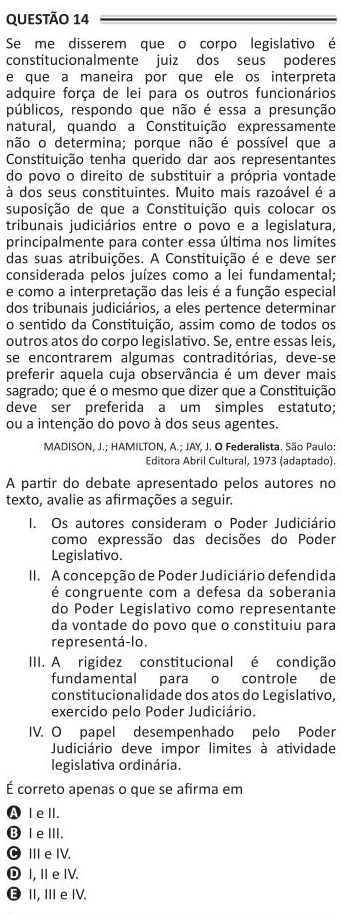 QUESTÃO 14
Se me disserem que o corpo legislativo é
constitucionalmente juiz dos seus poderes
e que a maneira por que ele os interpreta
adquire força de lei para os outros funcionários
públicos, respondo que não é essa a presunção
natural, quando a Constituição expressamente
não o determina; porque não é possível que a
Constituição tenha querido dar aos representantes
do povo o direito de substituir a própria vontade
à dos seus constituintes. Muito mais razoável é a
suposição de que a Constituição quis colocar os
tribunais judiciários entre o povo e a legislatura,
principalmente para conter essa última nos limites
das suas atribuições. A Constituição é e deve ser
considerada pelos juízes como a lei fundamental;
e como a interpretação das leis é a função especial
dos tribunais judiciários, a eles pertence determinar
o sentido da Constituição, assim como de todos os
outros atos do corpo legislativo. Se, entre essas leis,
se encontrarem algumas contraditórias, deve-se
preferir aquela cuja observância é um dever mais
sagrado; que é o mesmo que dizer que a Constituição
deve ser preferida a um simples estatuto;
ou a intenção do povo à dos seus agentes.
MADISON, J.; HAMILTON, A.; JAY, J. O Federalista. São Paulo:
Editora Abril Cultural, 1973 (adaptado).
A partir do debate apresentado pelos autores no
texto, avalie as afirmações a seguir.
I. Os autores consideram o Poder Judiciário
como expressão das decisões do Poder
Legislativo.
II. A concepção de Poder Judiciário defendida
é congruente com a defesa da soberania
do Poder Legislativo como representante
da vontade do povo que o constituiu para
representá-lo.
III. A rigidez constitucional é condição
fundamental para o controle de
constitucionalidade dos atos do Legislativo,
exercido pelo Poder Judiciário.
IV. O papel desempenhado pelo Poder
Judiciário deve impor limites à atividade
legislativa ordinária.
É correto apenas o que se afirma em
A I e II.
B I e III.
C III e IV.
D I, II e IV.
E II, III e IV.